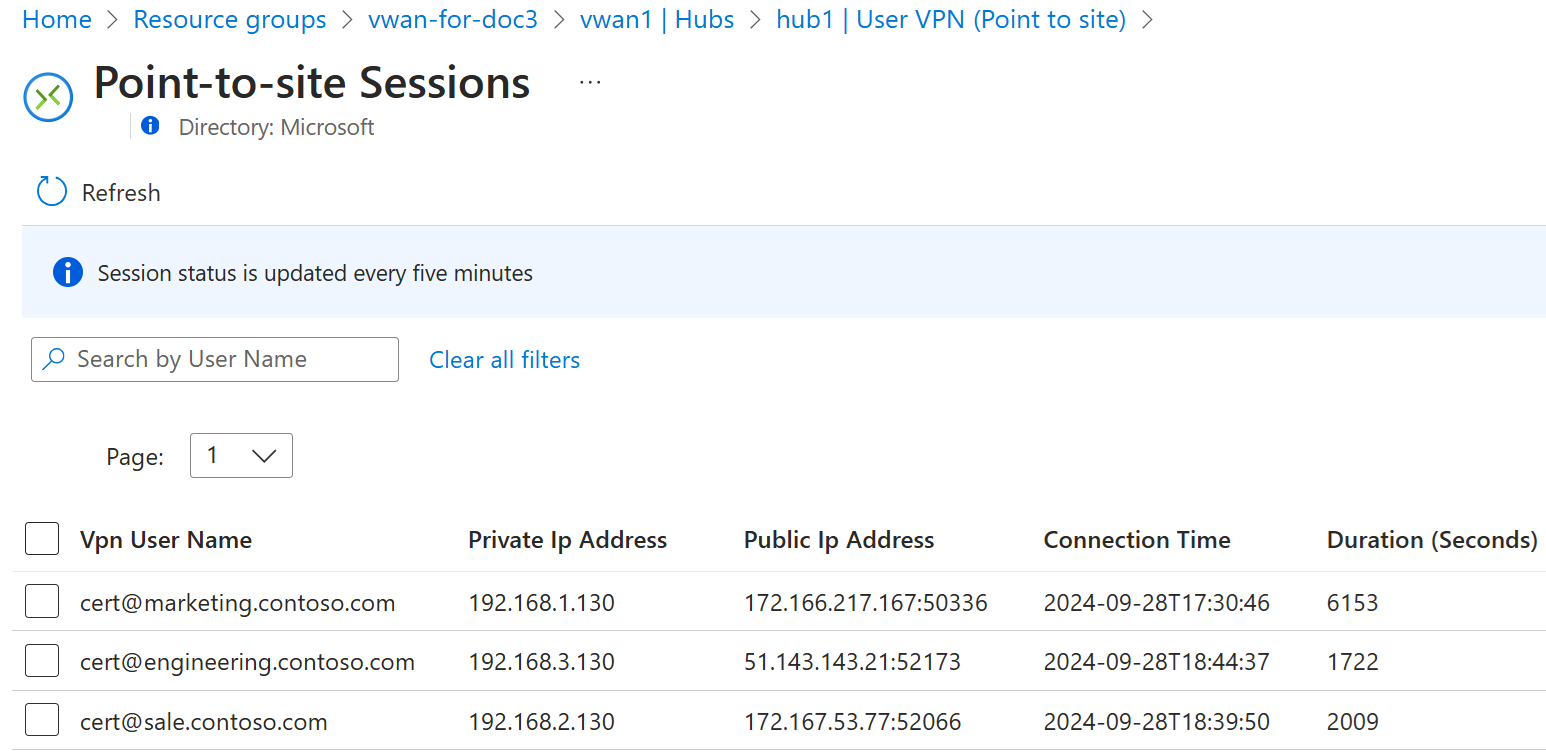 Home > Resource groups > vwan-for-doc3 > vwan1 | Hubs > hub1 | User VPN (Point to site) >
Point-to-site Sessions ...
Directory: Microsoft
Refresh
Session status is updated every five minutes
Search by User Name Clear all filters
Page: 1
Vpn User Name Private Ip Address Public Ip Address Connection Time Duration (Seconds)
cert@marketing.contoso.com 192.168.1.130 172.166.217.167:50336 2024-09-28T17:30:46 6153
cert@engineering.contoso.com 192.168.3.130 51.143.143.21:52173 2024-09-28T18:44:37 1722
cert@sale.contoso.com 192.168.2.130 172.167.53.77:52066 2024-09-28T18:39:50 2009